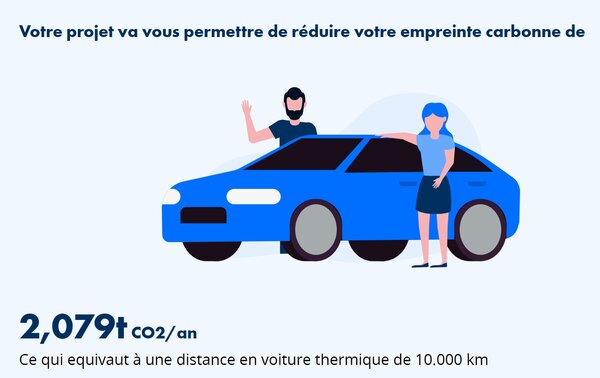 Votre projet va vous permettre de réduire votre empreinte carbonne de
2,079t CO2/an
Ce qui equivaut à une distance en voiture thermique de 10.000 km